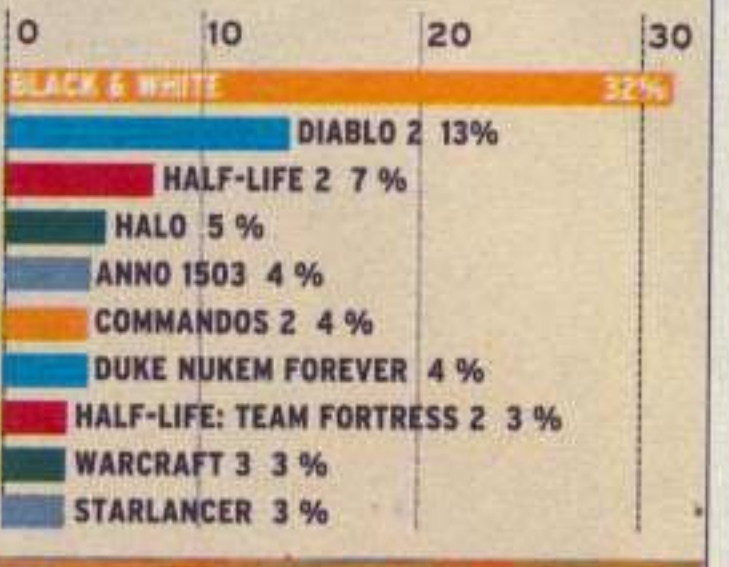 0 10 20 30
BLACK & WHITE 32%
DIABLO 2 13%
HALF-LIFE 2 7 %
HALO 5 %
ANNO 1503 4 %
COMMANDOS 2 4 %
DUKE NUKEM FOREVER 4 %
HALF-LIFE: TEAM FORTRESS 2 3 %
WARCRAFT 3 3 %
STARLANCER 3 %